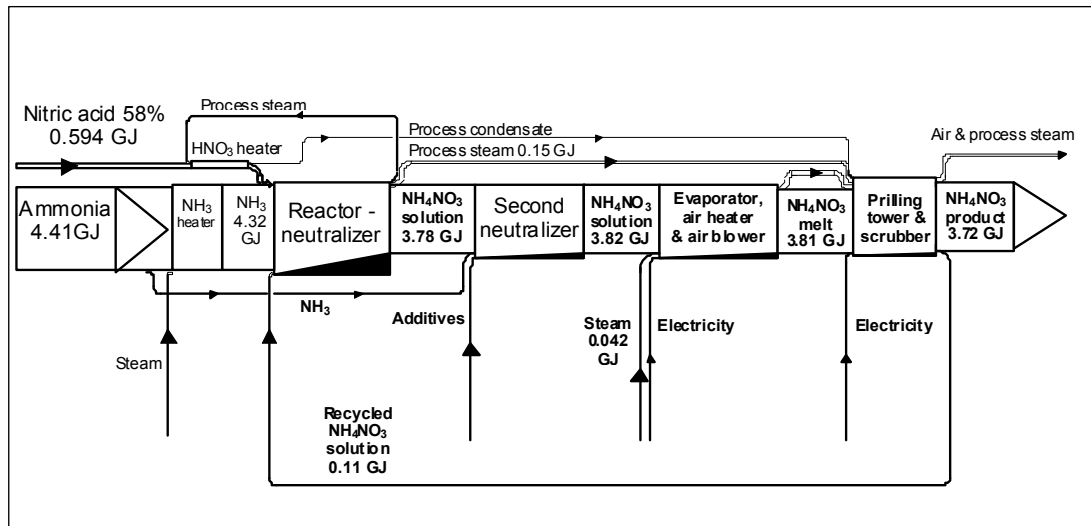 Nitric acid 58%
0.594 GJ
Process steam
HNO₃ heater
Process condensate
Process steam 0.15 GJ
Air & process steam
Ammonia
4.41GJ
NH₃
heater
NH₃
4.32
GJ
Reactor -
neutralizer
NH₄NO₃
solution
3.78 GJ
Second
neutralizer
NH₄NO₃
solution
3.82 GJ
Evaporator,
air heater
& air blower
NH₄NO₃
melt
3.81 GJ
Prilling
tower &
scrubber
NH₄NO₃
product
3.72 GJ
NH₃
Additives
Steam
Steam
0.042
GJ
Electricity
Electricity
Recycled
NH₄NO₃
solution
0.11 GJ